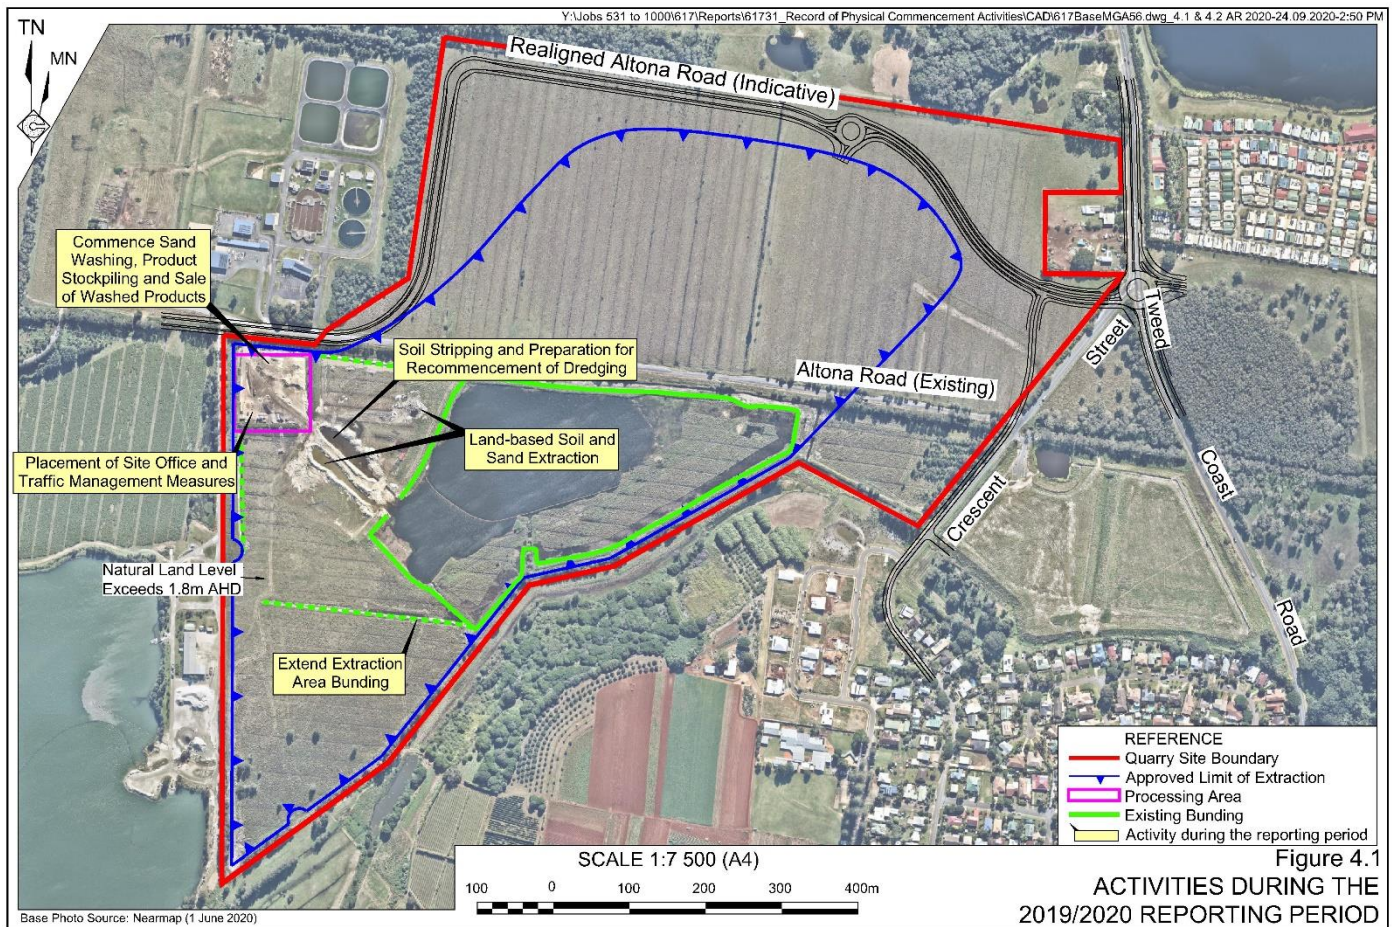 Y:\Jobs 531 to 1000\617\Reports\61731_Record of Physical Commencement Activities\CAD\617BaseMGA56.dwg_4.1 & 4.2 AR 2020-24.09.2020-2:50 PM
TN
MN
Realigned Altona Road (Indicative)
Commence Sand
Washing, Product
Stockpiling and Sale
of Washed Products
Soil Stripping and Preparation for
Recommencement of Dredging
Altona Road (Existing)
Street
Tweed
Coast
Road
Crescent
Land-based Soil and
Sand Extraction
Placement of Site Office and
Traffic Management Measures
Natural Land Level
Exceeds 1.8m AHD
Extend Extraction
Area Bunding
REFERENCE
Quarry Site Boundary
Approved Limit of Extraction
Processing Area
Existing Bunding
Activity during the reporting period
SCALE 1:7 500 (A4)
100 0 100 200 300 400m
Figure 4.1
ACTIVITIES DURING THE
2019/2020 REPORTING PERIOD
Base Photo Source: Nearmap (1 June 2020)